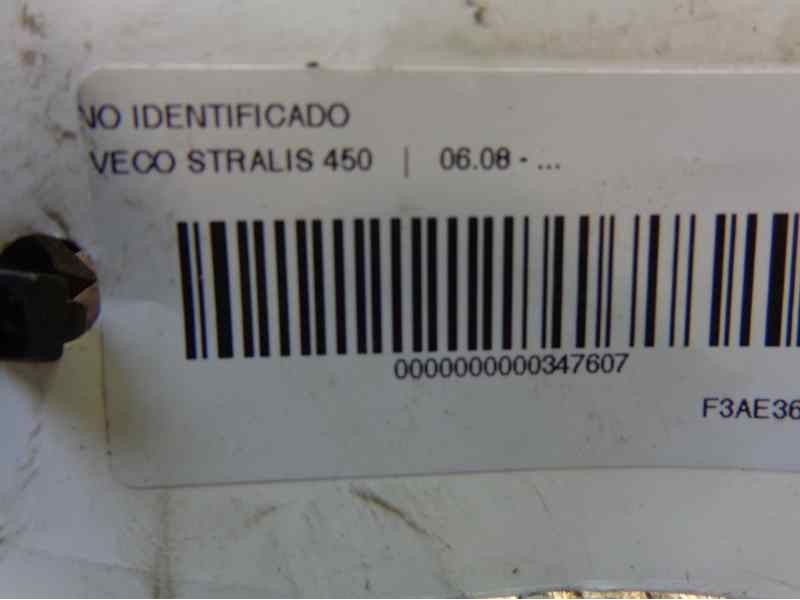 NO IDENTIFICADO
VECO STRALIS 450 | 06.08 - ...
0000000000347607
F3AE36